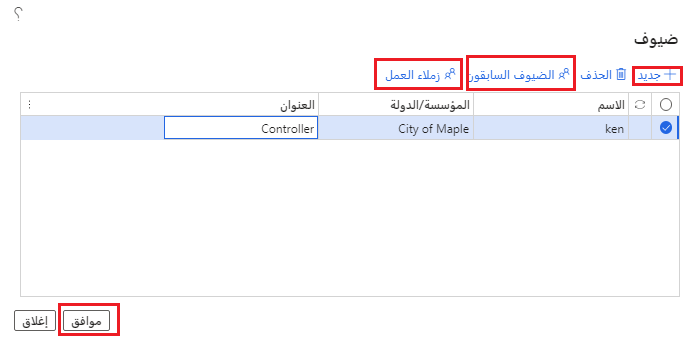 ؟
ضيوف
جديد الحذف الضيوف السابقون زملاء العمل
الاسم المؤسسة/الدولة العنوان
ken City of Maple Controller
موافق إغلاق